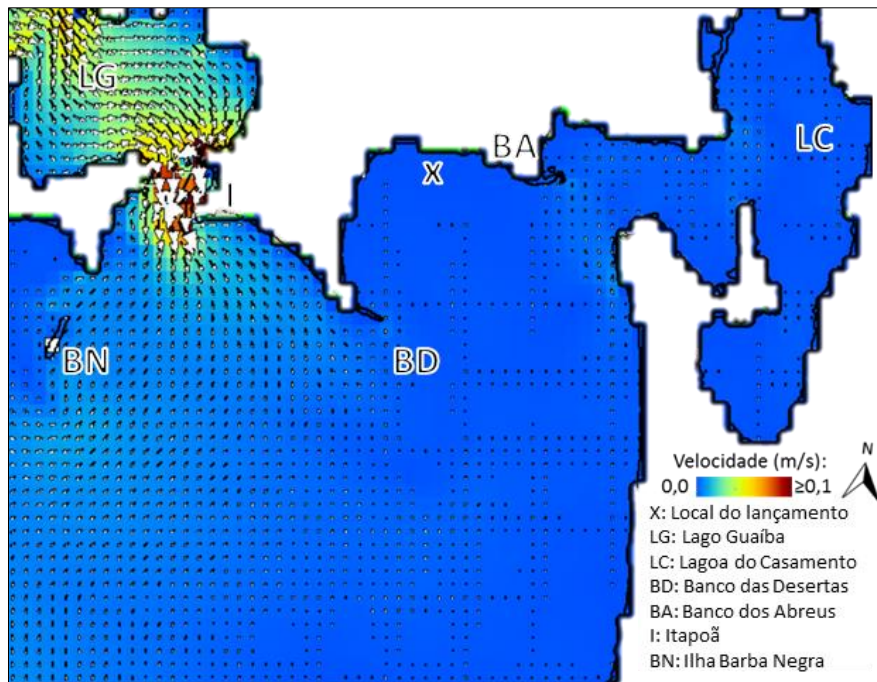 LG
BA
LC
X
I
BN
BD
N
Velocidade (m/s):
0,0 ≥0,1
X: Local do lançamento
LG: Lago Guaíba
LC: Lagoa do Casamento
BD: Banco das Desertas
BA: Banco dos Abreus
I: Itapoã
BN: Ilha Barba Negra